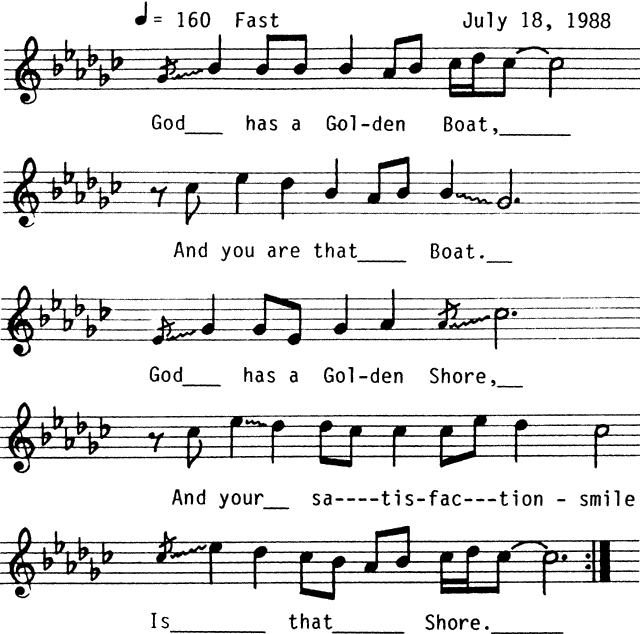 ♩= 160 Fast July 18, 1988
God___ has a Gol-den Boat,______
And you are that____ Boat.__
God___ has a Gol-den Shore,__
And your__ sa----tis-fac---tion - smile
Is________ that______ Shore.______